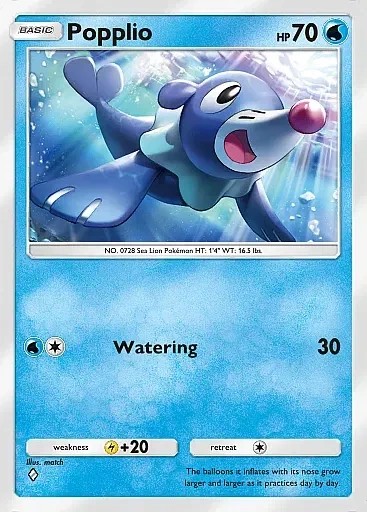 BASIC Popplio HP 70
NO. 0728 Sea Lion Pokémon HT: 1'4" WT: 16.5 lbs.
Watering 30
weakness +20 retreat
Illus. match
The balloons it inflates with its nose grow
larger and larger as it practices day by day.